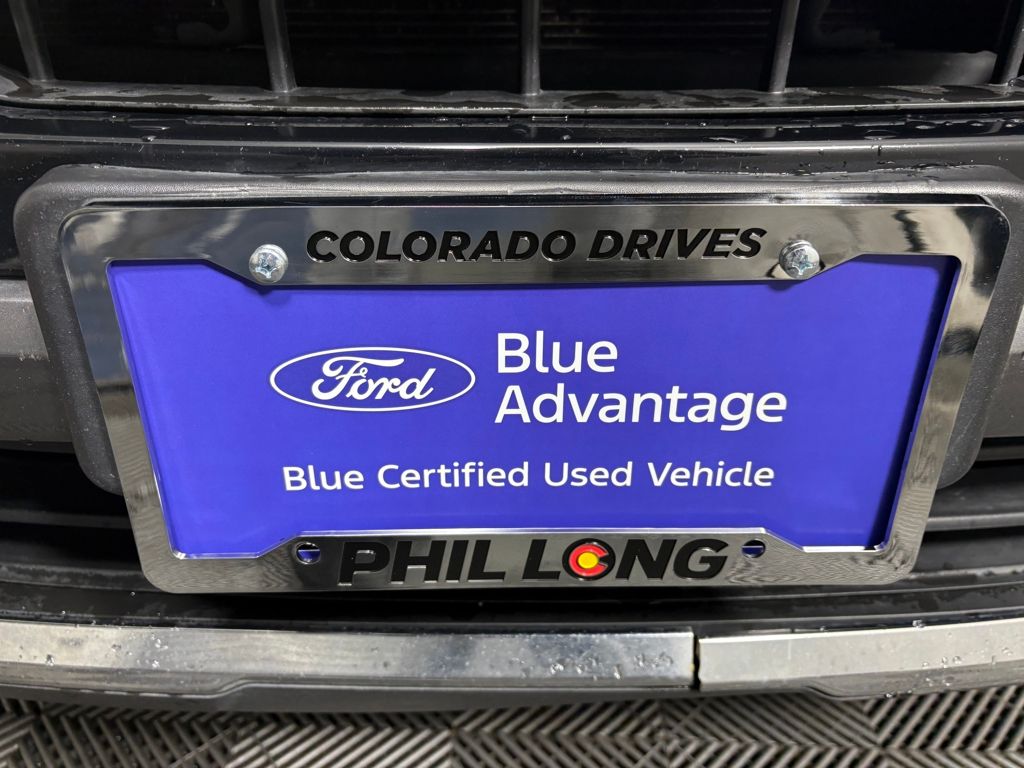 COLORADO DRIVES
Ford
Blue
Advantage
Blue Certified Used Vehicle
PHIL LONG